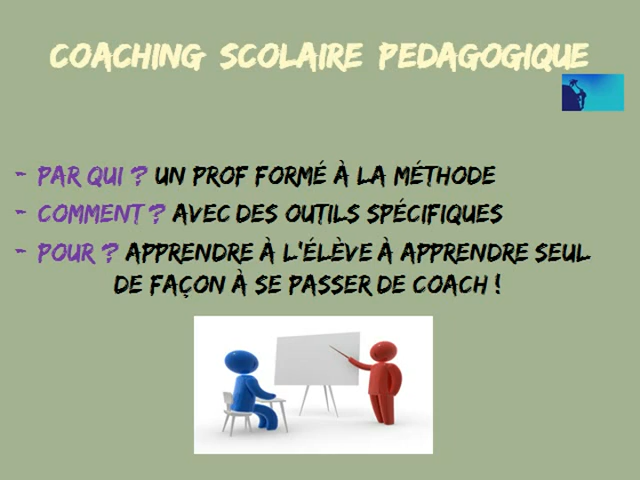 COACHING SCOLAIRE PEDAGOGIQUE
- PAR QUI ? UN PROF FORMÉ À LA MÉTHODE
- COMMENT ? AVEC DES OUTILS SPÉCIFIQUES
- POUR ? APPRENDRE À L'ÉLÈVE À APPRENDRE SEUL
DE FAÇON À SE PASSER DE COACH !